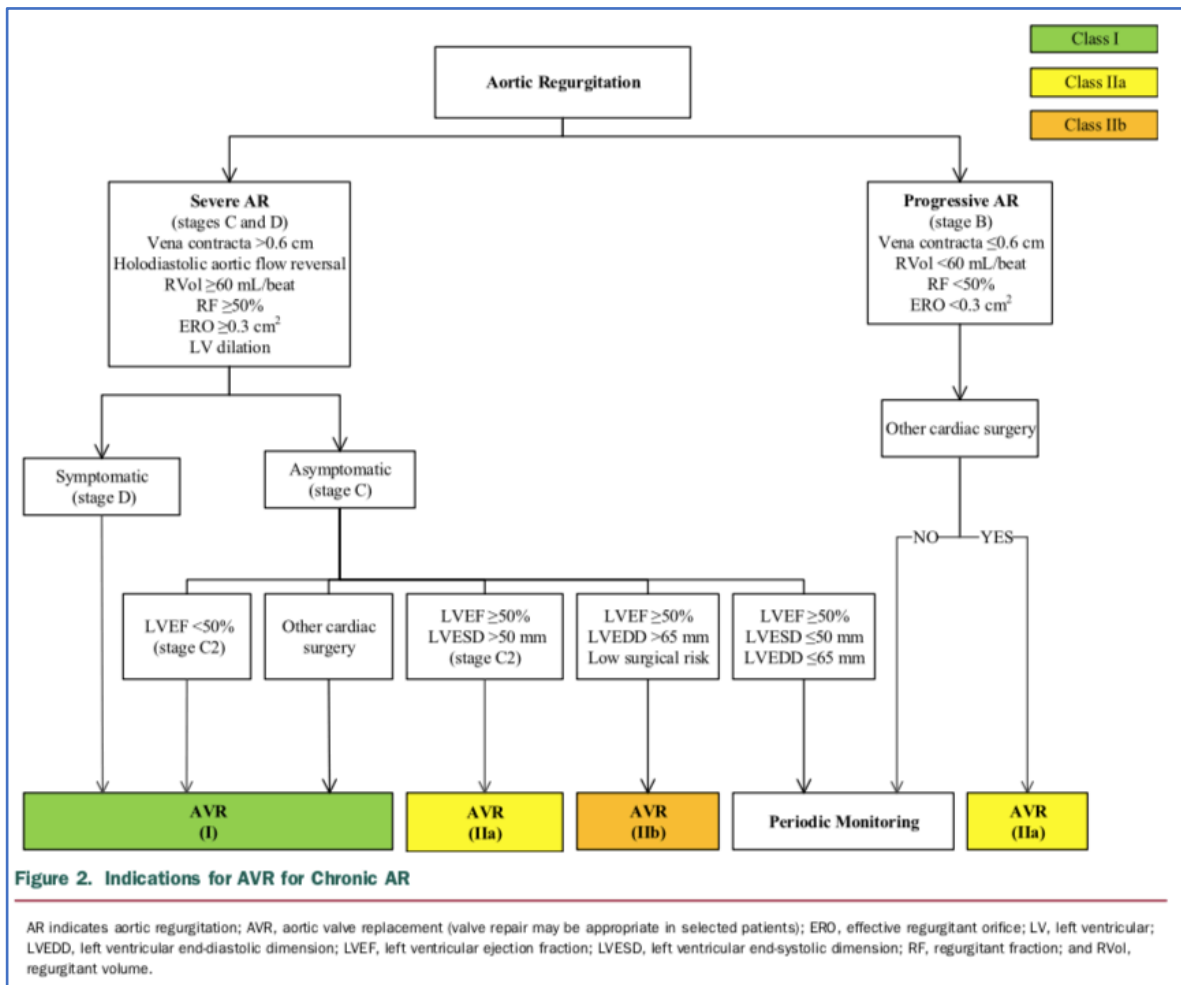 Class I
Class IIa
Class IIb
Aortic Regurgitation
Severe AR
(stages C and D)
Vena contracta >0.6 cm
Holodiastolic aortic flow reversal
RVol ≥60 mL/beat
RF ≥50%
ERO ≥0.3 cm²
LV dilation
Progressive AR
(stage B)
Vena contracta ≤0.6 cm
RVol <60 mL/beat
RF <50%
ERO <0.3 cm²
Other cardiac surgery
Symptomatic
(stage D)
Asymptomatic
(stage C)
NO
YES
LVEF <50%
(stage C2)
Other cardiac
surgery
LVEF ≥50%
LVESD >50 mm
(stage C2)
LVEF ≥50%
LVEDD >65 mm
Low surgical risk
LVEF ≥50%
LVESD ≤50 mm
LVEDD ≤65 mm
AVR
(I)
AVR
(IIa)
AVR
(IIb)
Periodic Monitoring
AVR
(IIa)
Figure 2. Indications for AVR for Chronic AR
AR indicates aortic regurgitation; AVR, aortic valve replacement (valve repair may be appropriate in selected patients); ERO, effective regurgitant orifice; LV, left ventricular;
LVEDD, left ventricular end-diastolic dimension; LVEF, left ventricular ejection fraction; LVESD, left ventricular end-systolic dimension; RF, regurgitant fraction; and RVol,
regurgitant volume.